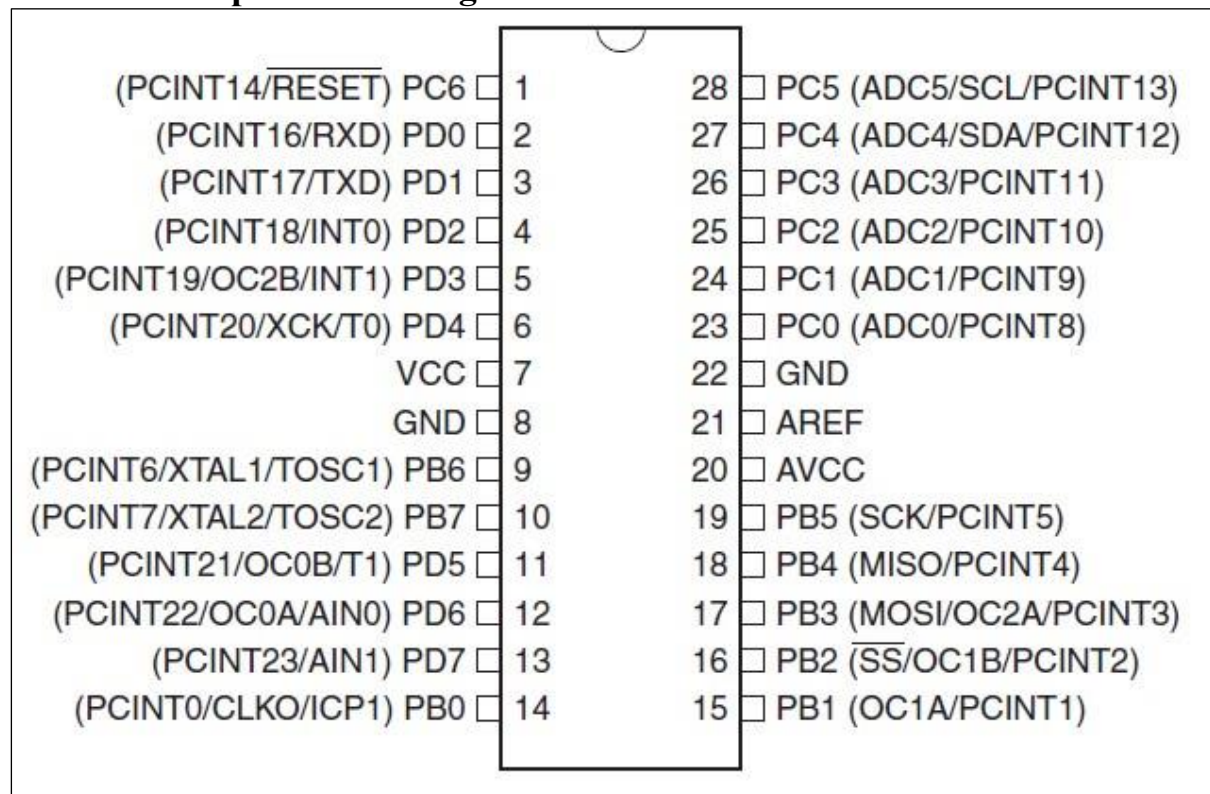 (PCINT14/RESET) PC6 1 28 PC5 (ADC5/SCL/PCINT13)
(PCINT16/RXD) PD0 2 27 PC4 (ADC4/SDA/PCINT12)
(PCINT17/TXD) PD1 3 26 PC3 (ADC3/PCINT11)
(PCINT18/INT0) PD2 4 25 PC2 (ADC2/PCINT10)
(PCINT19/OC2B/INT1) PD3 5 24 PC1 (ADC1/PCINT9)
(PCINT20/XCK/T0) PD4 6 23 PC0 (ADC0/PCINT8)
VCC 7 22 GND
GND 8 21 AREF
(PCINT6/XTAL1/TOSC1) PB6 9 20 AVCC
(PCINT7/XTAL2/TOSC2) PB7 10 19 PB5 (SCK/PCINT5)
(PCINT21/OC0B/T1) PD5 11 18 PB4 (MISO/PCINT4)
(PCINT22/OC0A/AIN0) PD6 12 17 PB3 (MOSI/OC2A/PCINT3)
(PCINT23/AIN1) PD7 13 16 PB2 (SS/OC1B/PCINT2)
(PCINT0/CLKO/ICP1) PB0 14 15 PB1 (OC1A/PCINT1)